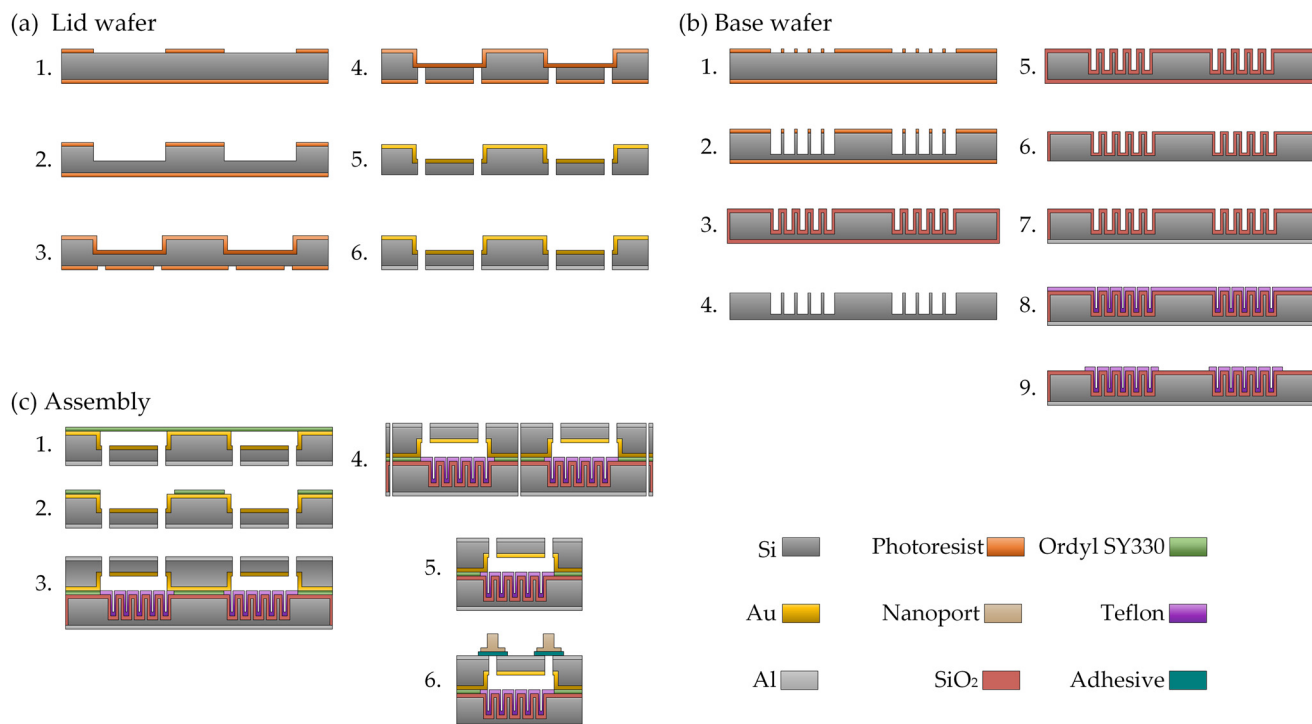 (a) Lid wafer
1.
2.
3.
4.
5.
6.
(b) Base wafer
1.
2.
3.
4.
5.
6.
7.
8.
9.
(c) Assembly
1.
2.
3.
4.
5.
6.
Si
Photoresist
Ordyl SY330
Au
Nanoport
Teflon
Al
SiO₂
Adhesive